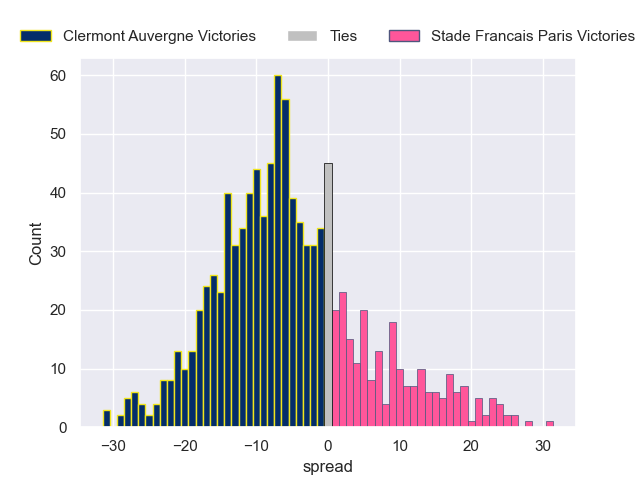 Clermont Auvergne Victories Ties Stade Francais Paris Victories
60
50
40
30
20
10
0
Count
−30 −20 −10 0 10 20 30
spread